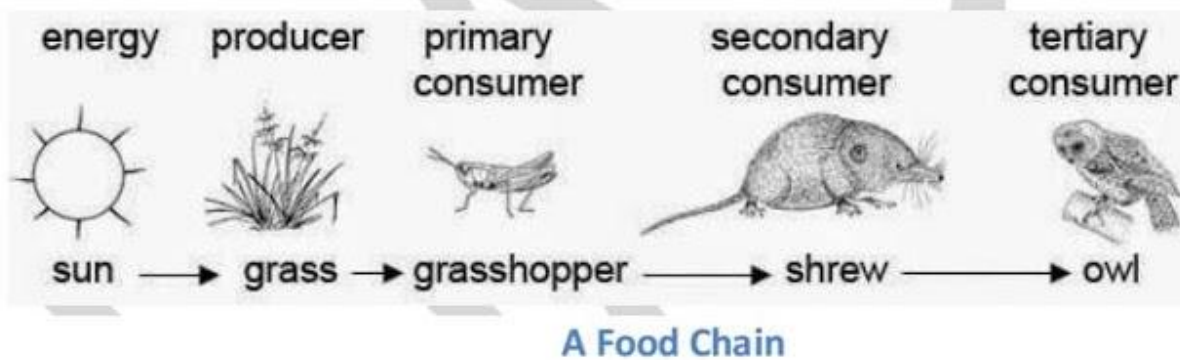 energy producer primary secondary tertiary
consumer consumer consumer
sun → grass → grasshopper → shrew → owl
A Food Chain